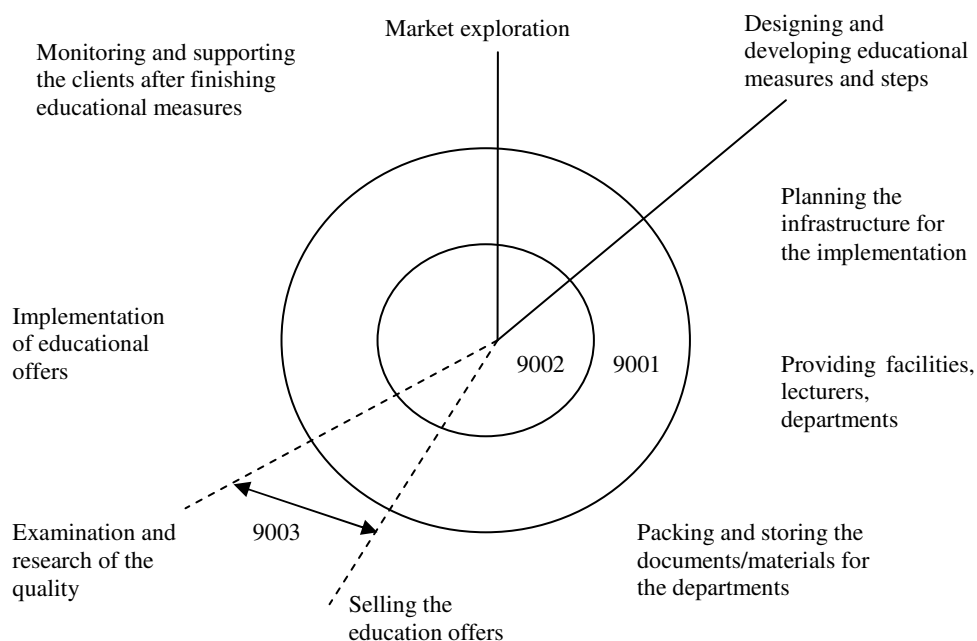 Market exploration
Designing and
developing educational
measures and steps
Monitoring and supporting
the clients after finishing
educational measures
Planning the
infrastructure for
the implementation
Implementation
of educational
offers
9002
9001
Providing facilities,
lecturers,
departments
Examination and
research of the
quality
9003
Packing and storing the
documents/materials for
the departments
Selling the
education offers